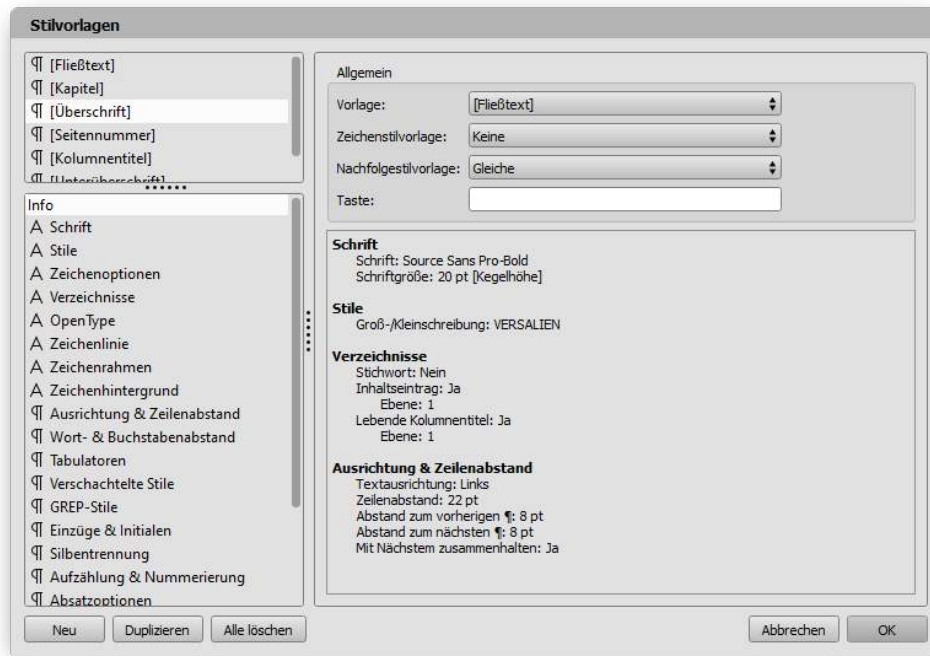 Stilvorlagen
¶ [Fließtext]
¶ [Kapitel]
¶ [Überschrift]
¶ [Seitennummer]
¶ [Kolumnentitel]
¶ [Unterüberschrift]
Info
A Schrift
A Stile
A Zeichenoptionen
A Verzeichnisse
A OpenType
A Zeichenlinie
A Zeichenrahmen
A Zeichenhintergrund
¶ Ausrichtung & Zeilenabstand
¶ Wort- & Buchstabenabstand
¶ Tabulatoren
¶ Verschachtelte Stile
¶ GREP-Stile
¶ Einzüge & Initialen
¶ Silbentrennung
¶ Aufzählung & Nummerierung
¶ Absatzoptionen
Neu Duplizieren Alle löschen
Allgemein
Vorlage: [Fließtext]
Zeichenstilvorlage: Keine
Nachfolgestilvorlage: Gleiche
Taste:
Schrift
Schrift: Source Sans Pro-Bold
Schriftgröße: 20 pt [Kegelhöhe]
Stile
Groß-/Kleinschreibung: VERSALIEN
Verzeichnisse
Stichwort: Nein
Inhaltseintrag: Ja
Ebene: 1
Lebende Kolumnentitel: Ja
Ebene: 1
Ausrichtung & Zeilenabstand
Textausrichtung: Links
Zeilenabstand: 22 pt
Abstand zum vorherigen ¶: 8 pt
Abstand zum nächsten ¶: 8 pt
Mit Nächstem zusammenhalten: Ja
Abbrechen OK